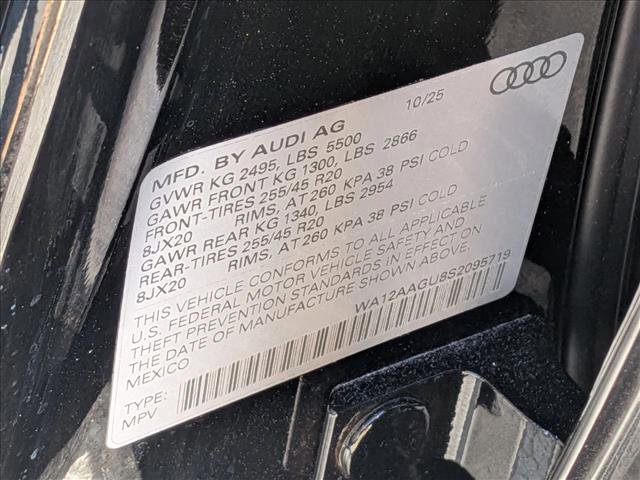 10/25
MFD. BY AUDI AG
GVWR KG 2495, LBS 5500
GAWR FRONT KG 1300, LBS 2866
FRONT-TIRES 255/45 R20
8JX20 RIMS, AT 260 KPA 38 PSI COLD
GAWR REAR KG 1340, LBS 2954
REAR-TIRES 255/45 R20
8JX20 RIMS, AT 260 KPA 38 PSI COLD
THIS VEHICLE CONFORMS TO ALL APPLICABLE
U.S. FEDERAL MOTOR VEHICLE SAFETY AND
THEFT PREVENTION STANDARDS IN EFFECT ON
THE DATE OF MANUFACTURE SHOWN ABOVE.
MEXICO
WA12AAGU8S2095719
TYPE:
MPV